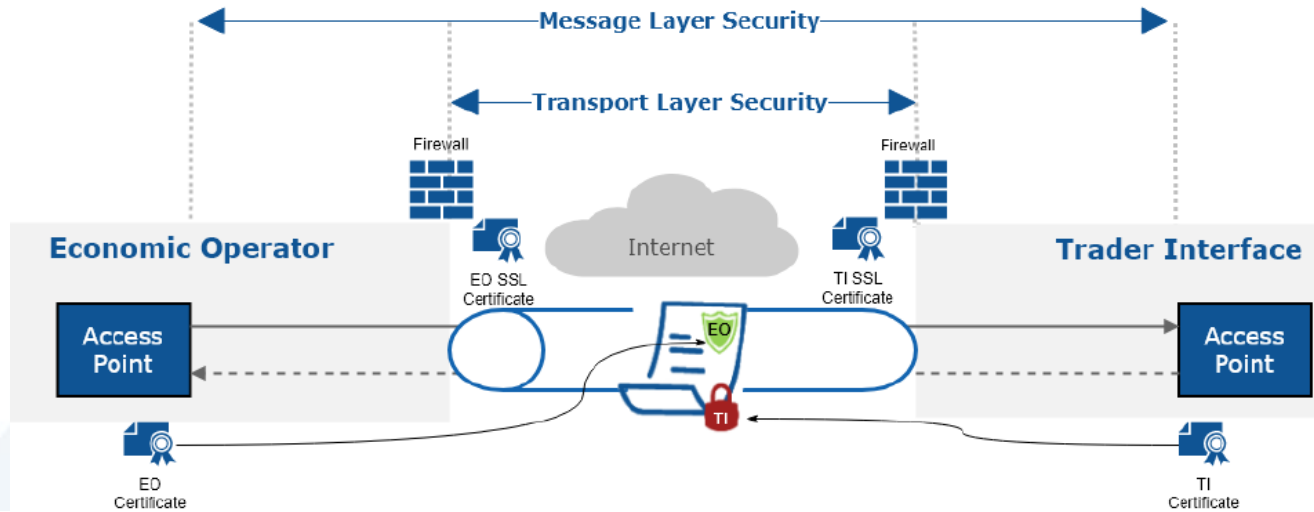 Message Layer Security
Transport Layer Security
Firewall
Firewall
Economic Operator
Internet
Trader Interface
EO SSL
Certificate
TI SSL
Certificate
Access
Point
EO
TI
Access
Point
EO
Certificate
TI
Certificate